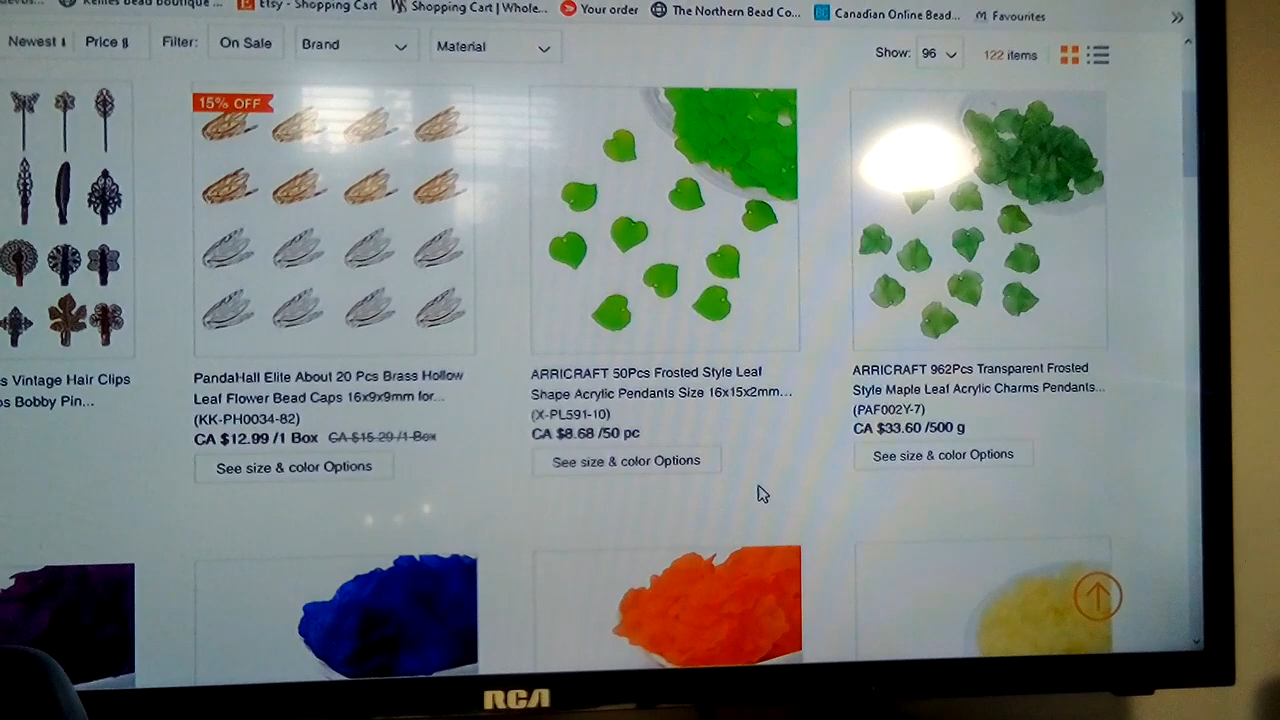 Kellies Bead Boutique ...
Etsy - Shopping Cart
Shopping Cart | Whole...
Your order
The Northern Bead Co...
Canadian Online Bead...
Favourites
Newest
Price
Filter:
On Sale
Brand
Material
Show:
96
122 items
15% OFF
s Vintage Hair Clips
os Bobby Pin...
PandaHall Elite About 20 Pcs Brass Hollow
Leaf Flower Bead Caps 16x9x9mm for...
(KK-PH0034-82)
CA $12.99 /1 Box CA $15.29 /1 Box
See size & color Options
ARRICRAFT 50Pcs Frosted Style Leaf
Shape Acrylic Pendants Size 16x15x2mm...
(X-PL591-10)
CA $8.68 /50 pc
See size & color Options
ARRICRAFT 962Pcs Transparent Frosted
Style Maple Leaf Acrylic Charms Pendants...
(PAF002Y-7)
CA $33.60 /500 g
See size & color Options
RCA